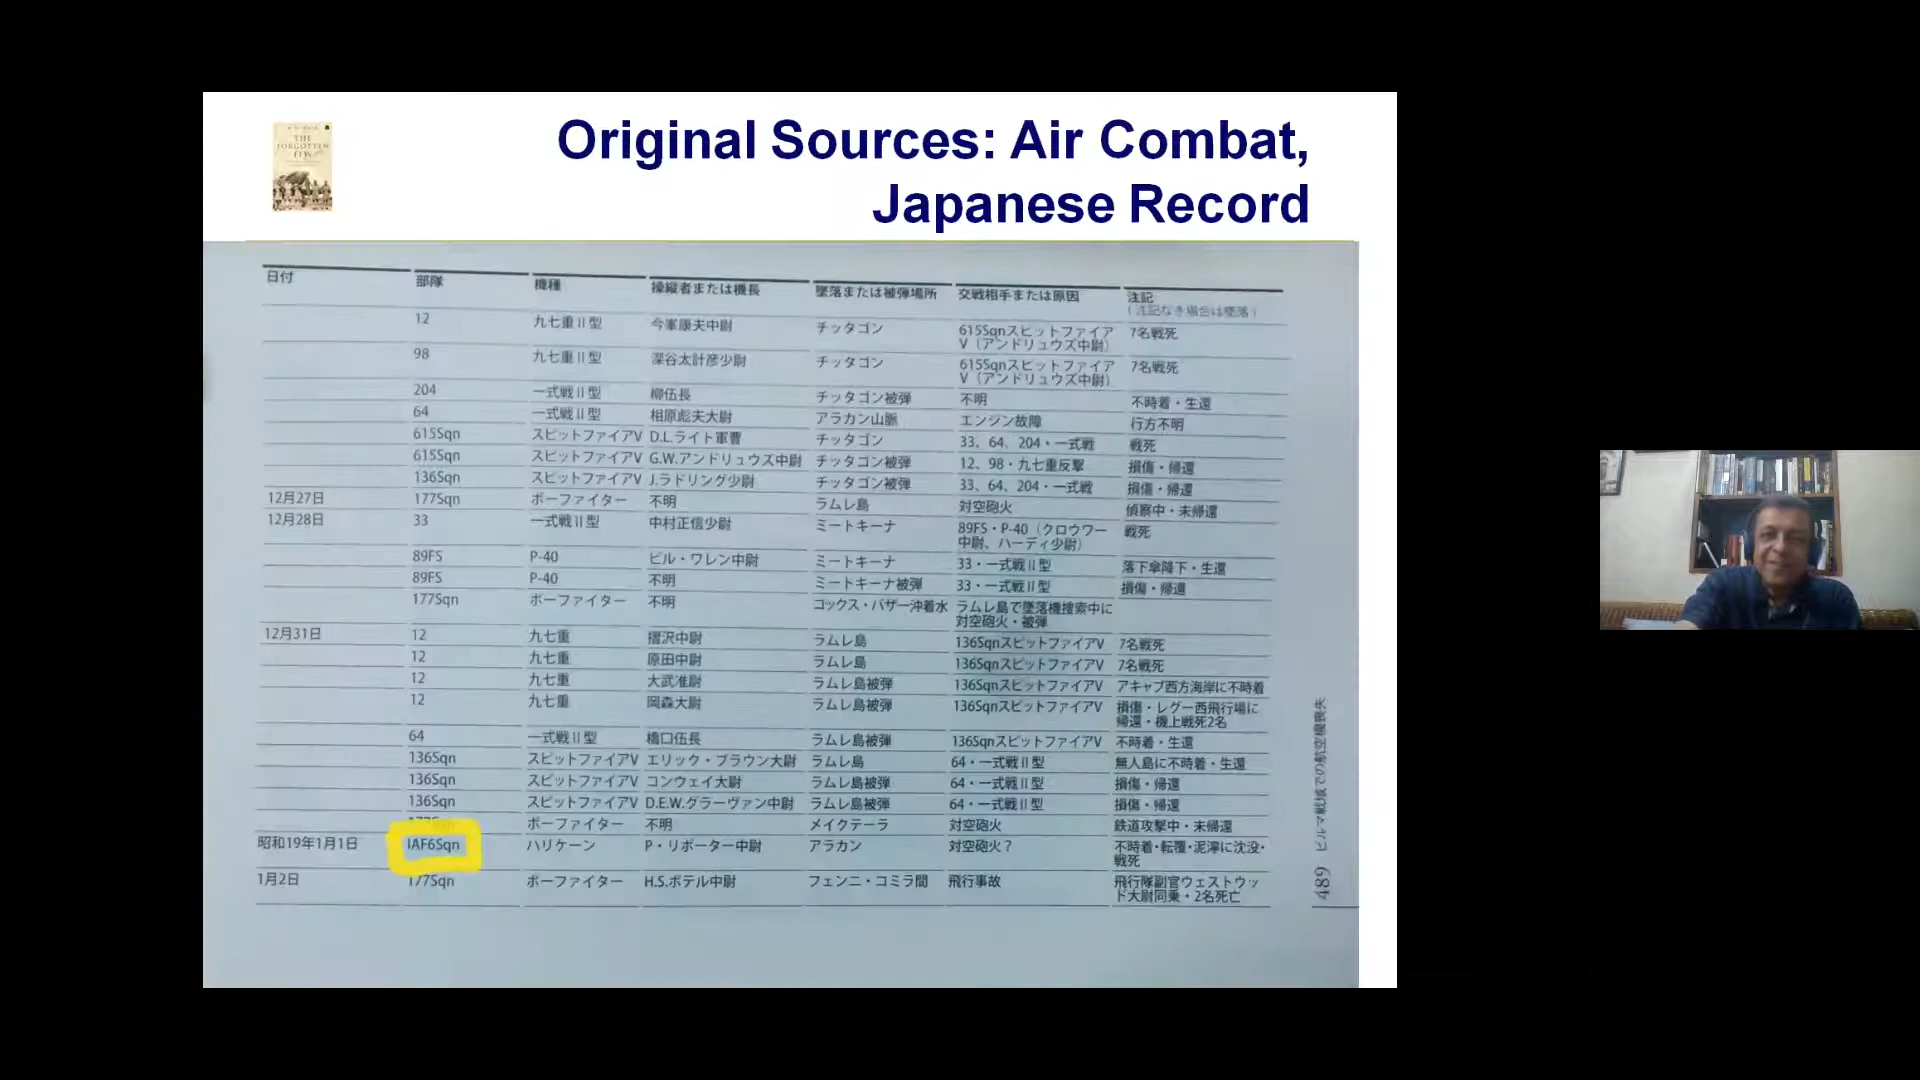 THE
FORGOTTEN
FEW
Original Sources: Air Combat,
Japanese Record
日付 部隊 機種 操縦者または機長 墜落または被弾場所 交戦相手または原因 注記
(注記なき場合は墜落)
12 九七重II型 今峯康夫中尉 チッタゴン 615Sqnスピットファイア 7名戦死
V(アンドリュウズ中尉)
98 九七重II型 深谷太計彦少尉 チッタゴン 615Sqnスピットファイア 7名戦死
V(アンドリュウズ中尉)
204 一式戦II型 柳伍長 チッタゴン被弾 不明 不時着・生還
64 一式戦II型 相原彪夫大尉 アラカン山脈 エンジン故障 行方不明
615Sqn スピットファイアV D.L.ライト軍曹 チッタゴン 33、64、204・一式戦 戦死
615Sqn スピットファイアV G.W.アンドリュウズ中尉 チッタゴン被弾 12、98・九七重反撃 損傷・帰還
136Sqn スピットファイアV J.ラドリング少尉 チッタゴン被弾 33、64、204・一式戦 損傷・帰還
12月27日 177Sqn ボーファイター 不明 ラムレ島 対空砲火 偵察中・未帰還
12月28日 33 一式戦II型 中村正信少尉 ミートキーナ 89FS・P-40(クロウワー 戦死
中尉、ハーディ少尉)
89FS P-40 ビル・ワレン中尉 ミートキーナ 33・一式戦II型 落下傘降下・生還
89FS P-40 不明 ミートキーナ被弾 33・一式戦II型 損傷・帰還
177Sqn ボーファイター 不明 コックス・バザー沖着水 ラムレ島で墜落機捜索中に
対空砲火・被弾
12月31日 12 九七重 摺沢中尉 ラムレ島 136SqnスピットファイアV 7名戦死
12 九七重 原田中尉 ラムレ島 136SqnスピットファイアV 7名戦死
12 九七重 大武准尉 ラムレ島被弾 136SqnスピットファイアV アキャブ西方海岸に不時着
12 九七重 岡森大尉 ラムレ島被弾 136SqnスピットファイアV 損傷・レグー西飛行場に
帰還・機上戦死2名
64 一式戦II型 橋口伍長 ラムレ島被弾 136SqnスピットファイアV 不時着・生還
136Sqn スピットファイアV エリック・ブラウン大尉 ラムレ島 64・一式戦II型 無人島に不時着・生還
136Sqn スピットファイアV コンウェイ大尉 ラムレ島被弾 64・一式戦II型 損傷・帰還
136Sqn スピットファイアV D.E.W.グラーヴァン中尉 ラムレ島被弾 64・一式戦II型 損傷・帰還
177Sqn ボーファイター 不明 メイクテーラ 対空砲火 鉄道攻撃中・未帰還
昭和19年1月1日 IAF6Sqn ハリケーン P・リポーター中尉 アラカン 対空砲火? 不時着・転覆・泥濘に沈没・
戦死
1月2日 177Sqn ボーファイター H.S.ボテル中尉 フェンニ・コミラ間 飛行事故 飛行隊副官ウェストウッ
ド大尉同乗・2名死亡
489 ビルマ戦域での航空機喪失